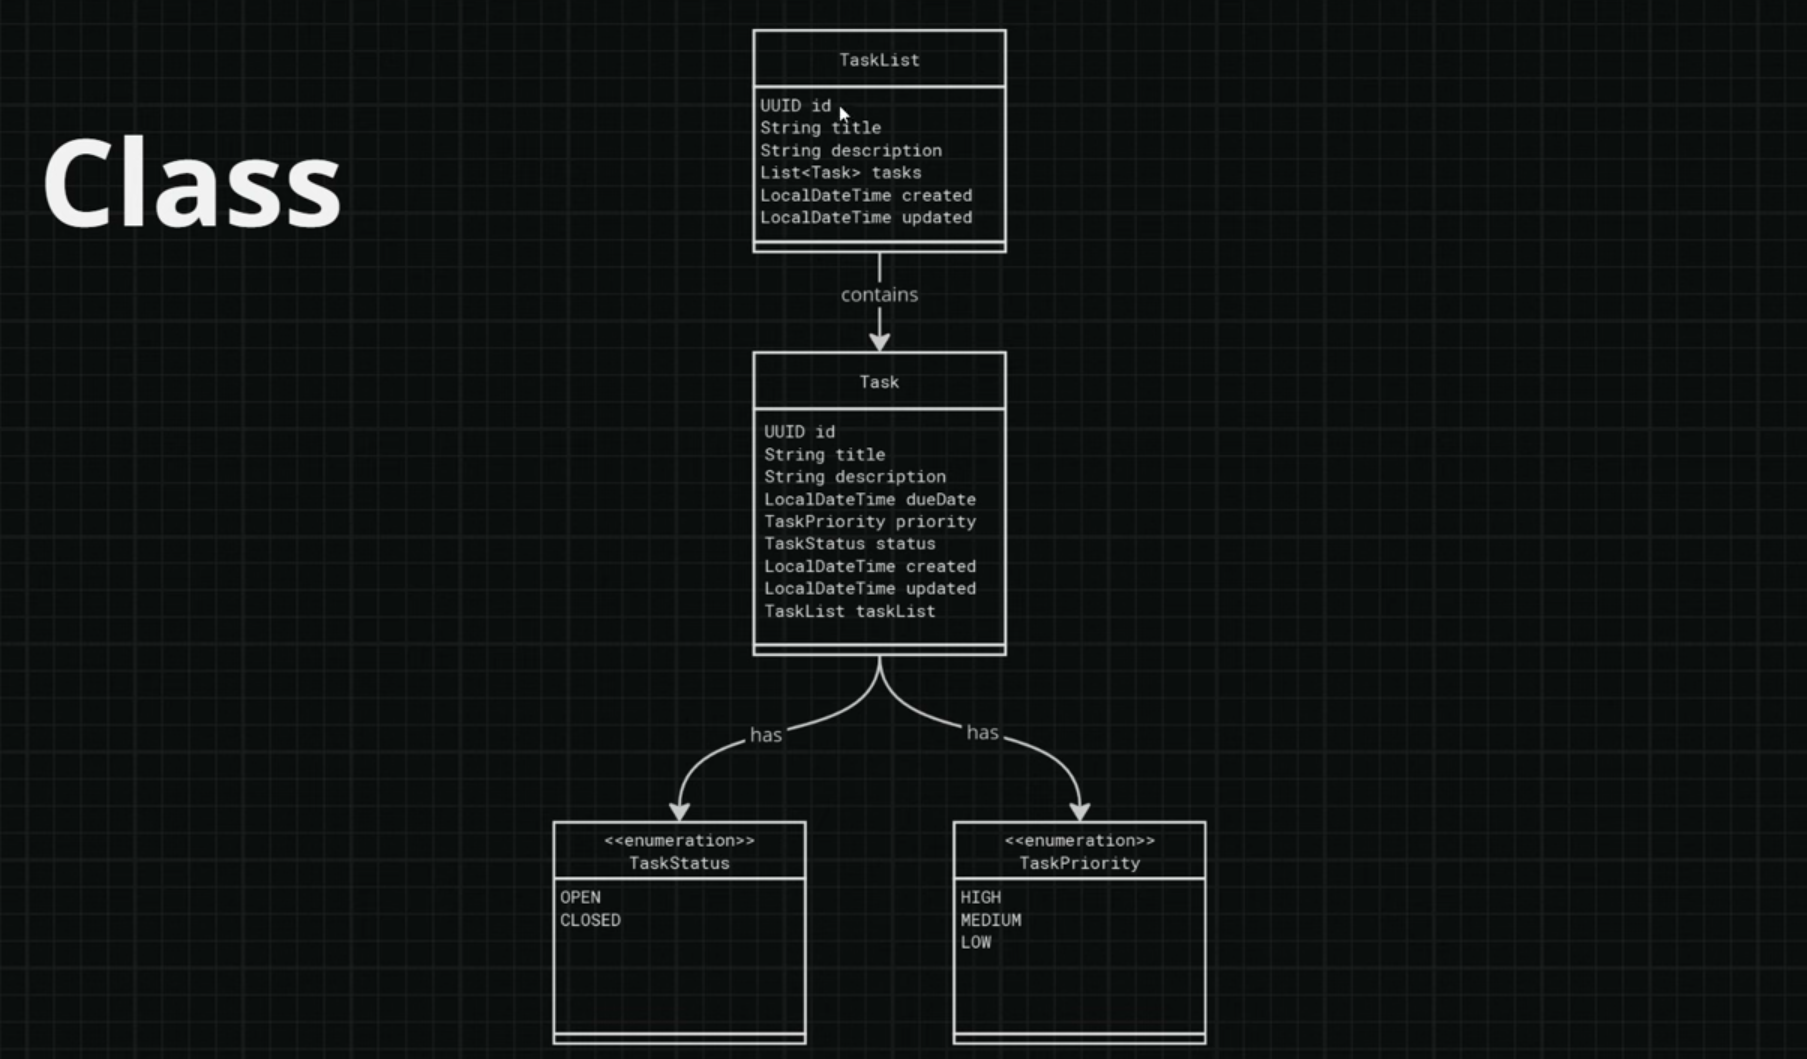 Class
TaskList
UUID id
String title
String description
List<Task> tasks
LocalDateTime created
LocalDateTime updated
contains
Task
UUID id
String title
String description
LocalDateTime dueDate
TaskPriority priority
TaskStatus status
LocalDateTime created
LocalDateTime updated
TaskList taskList
has
has
<<enumeration>>
TaskStatus
OPEN
CLOSED
<<enumeration>>
TaskPriority
HIGH
MEDIUM
LOW